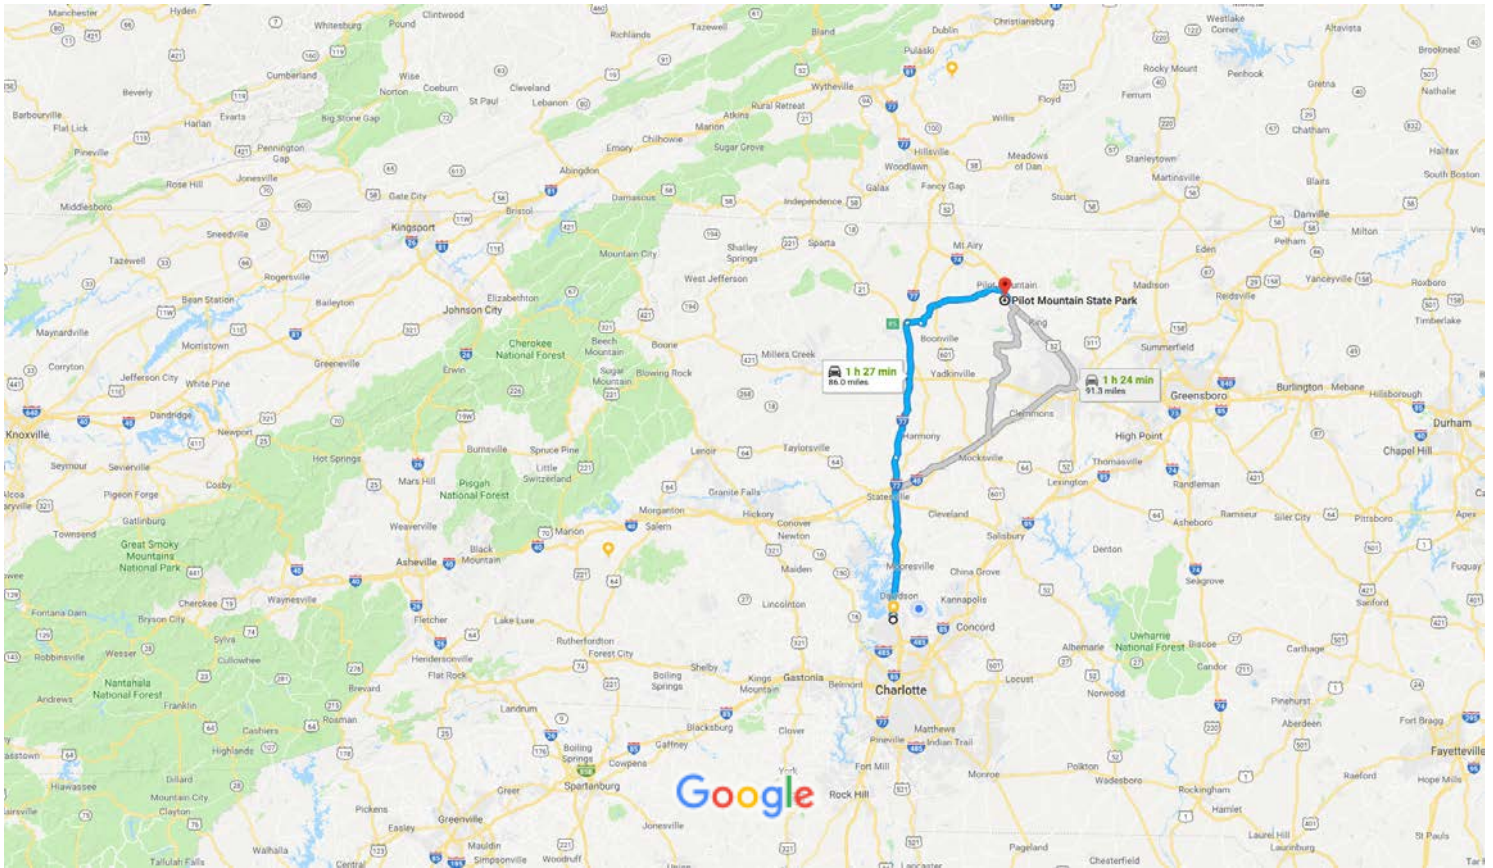 Manchester
Hyden
Whitesburg
Pound
Clintwood
Richlands
Tazewell
Bland
Dublin
Christiansburg
Westlake
Corner
Altavista
Pulaski
Brookneal
Cumberland
Wise
Coeburn
Cleveland
Rocky Mount
Penhook
Gretna
Beverly
Norton
St Paul
Lebanon
Wytheville
Nathalie
Barbourville
Evarts
Big Stone Gap
Rural Retreat
Floyd
Ferrum
Flat Lick
Harlan
Atkins
Marion
Willis
Chatham
Pineville
Pennington
Gap
Emory
Chilhowie
Sugar Grove
Hillsville
Meadows
of Dan
Stanleytown
Halifax
Rose Hill
Jonesville
Abingdon
Woodlawn
Martinsville
Blairs
South Boston
Middlesboro
Gate City
Damascus
Galax
Fancy Gap
Stuart
Sneedville
Kingsport
Bristol
Independence
Danville
Milton
Tazewell
Rogersville
Mountain City
Shatley
Springs
Sparta
Mt Airy
Eden
Pelham
Bean Station
Baileyton
Elizabethton
West Jefferson
Pilot Mountain
Madison
Reidsville
Yanceyville
Roxboro
Johnson City
Pilot Mountain State Park
Maynardville
Morristown
Cherokee
National Forest
Beech
Mountain
Boone
King
Timberlake
Greeneville
Erwin
Sugar
Mountain
Blowing Rock
Millers Creek
Boonville
Summerfield
Corryton
Jefferson City
White Pine
1 h 27 min
86.0 miles
Yadkinville
1 h 24 min
91.3 miles
Burlington
Mebane
Hillsborough
Greensboro
Dandridge
Newport
Clemmons
Durham
Knoxville
Burnsville
Spruce Pine
Lenoir
Taylorsville
Harmony
High Point
Chapel Hill
Seymour
Sevierville
Cosby
Hot Springs
Mars Hill
Little
Switzerland
Mocksville
Thomasville
Alcoa
Pigeon Forge
Pisgah
National Forest
Granite Falls
Statesville
Lexington
Randleman
Gatlinburg
Weaverville
Marion
Morganton
Salem
Hickory
Conover
Cleveland
Asheboro
Ramseur
Siler City
Pittsboro
Apex
Townsend
Newton
Salisbury
Great Smoky
Mountains
National Park
Asheville
Black
Mountain
Denton
Maiden
Mooresville
China Grove
Seagrove
Fuquay
Cherokee
Waynesville
Lincolnton
Davidson
Kannapolis
Sanford
Fontana Dam
Bryson City
Fletcher
Lake Lure
Concord
Robbinsville
Sylva
Rutherfordton
Forest City
Albemarle
Uwharrie
National Forest
Biscoe
Carthage
Wesser
Cullowhee
Hendersonville
Flat Rock
Shelby
Candor
Nantahala
National Forest
Brevard
Boiling
Springs
Kings
Mountain
Gastonia
Belmont
Locust
Andrews
Franklin
Charlotte
Norwood
Pinehurst
Rosman
Landrum
Blacksburg
Aberdeen
Fort Bragg
Cashiers
Clover
Matthews
Highlands
Boiling
Springs
Gaffney
Pineville
Indian Trail
Fayetteville
Cowpens
York
Fort Mill
Polkton
Hiawassee
Dillard
Greer
Spartanburg
Google
Rock Hill
Monroe
Wadesboro
Raeford
Hope Mills
Mountain
City
Clayton
Pickens
Rockingham
Hamlet
Easley
Greenville
Jonesville
Laurel Hill
St Pauls
Walhalla
Mauldin
Pageland
Laurinburg
Tallulah Falls
Central
Simpsonville
Woodruff
Union
Lancaster
Chesterfield